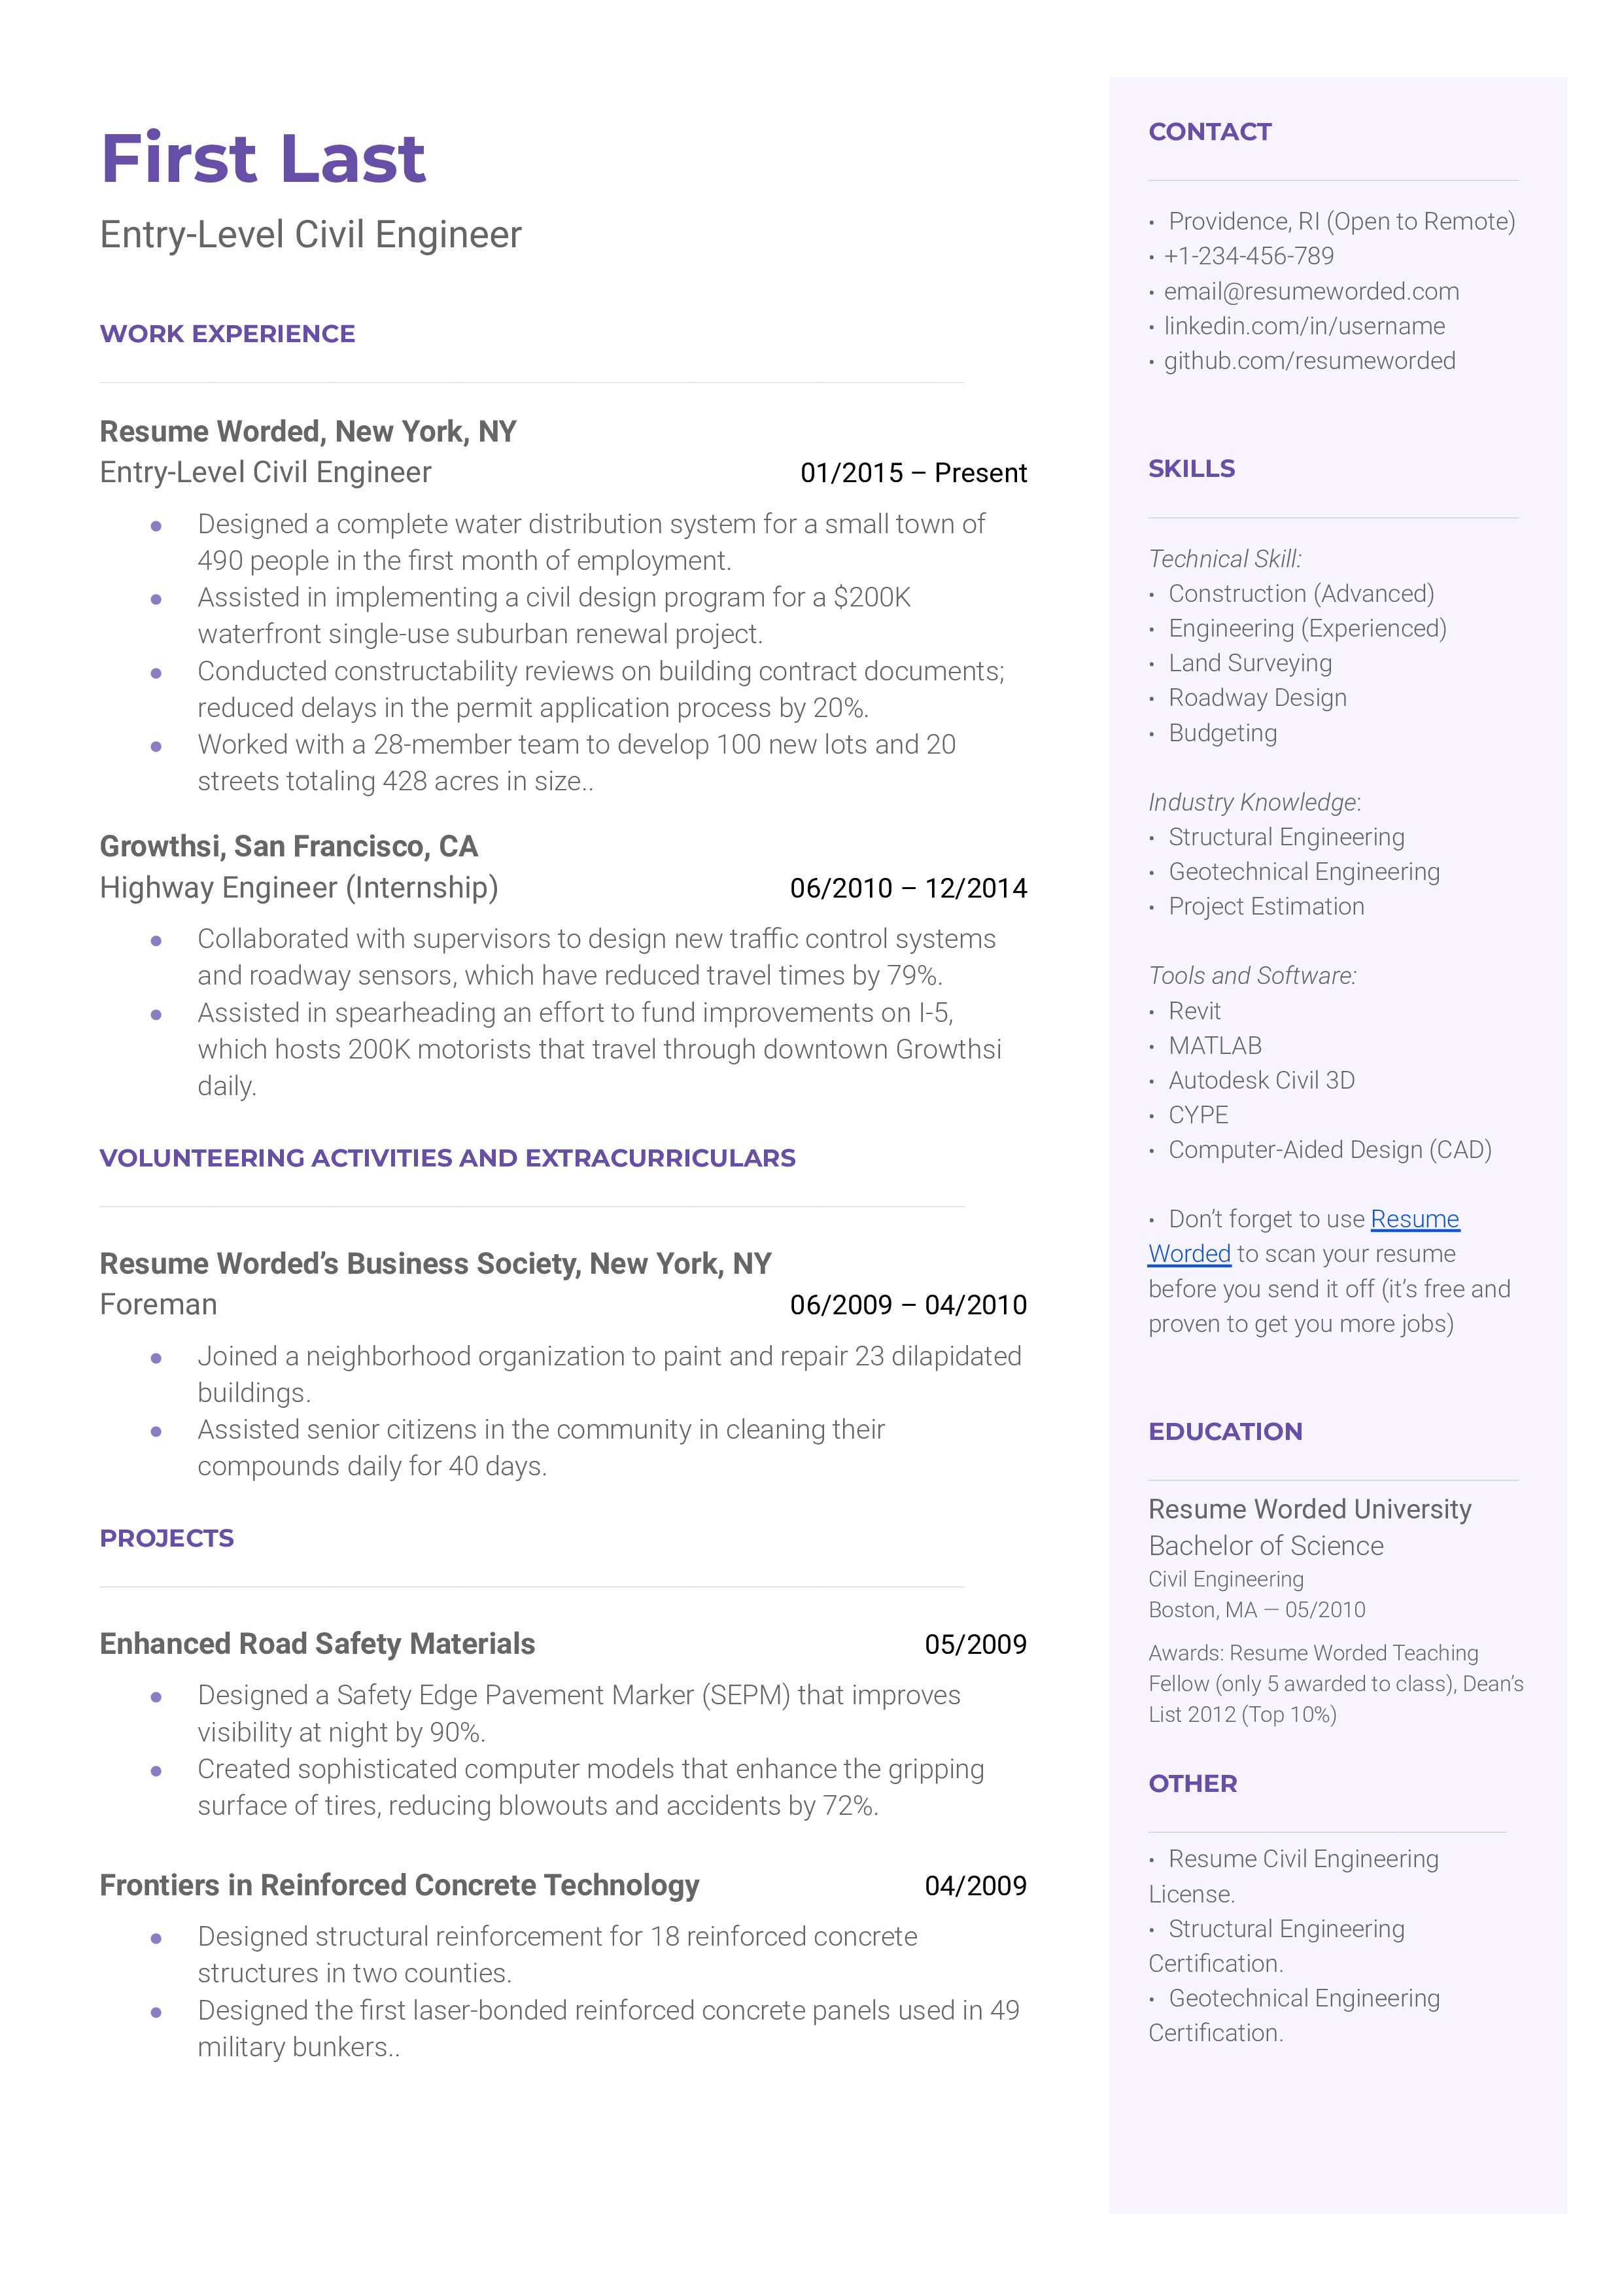 First Last
Entry-Level Civil Engineer
WORK EXPERIENCE
Resume Worded, New York, NY
Entry-Level Civil Engineer 01/2015 – Present
● Designed a complete water distribution system for a small town of
490 people in the first month of employment.
● Assisted in implementing a civil design program for a $200K
waterfront single-use suburban renewal project.
● Conducted constructability reviews on building contract documents;
reduced delays in the permit application process by 20%.
● Worked with a 28-member team to develop 100 new lots and 20
streets totaling 428 acres in size..
Growthsi, San Francisco, CA
Highway Engineer (Internship) 06/2010 – 12/2014
● Collaborated with supervisors to design new traffic control systems
and roadway sensors, which have reduced travel times by 79%.
● Assisted in spearheading an effort to fund improvements on I-5,
which hosts 200K motorists that travel through downtown Growthsi
daily.
VOLUNTEERING ACTIVITIES AND EXTRACURRICULARS
Resume Worded’s Business Society, New York, NY
Foreman 06/2009 – 04/2010
● Joined a neighborhood organization to paint and repair 23 dilapidated
buildings.
● Assisted senior citizens in the community in cleaning their
compounds daily for 40 days.
PROJECTS
Enhanced Road Safety Materials 05/2009
● Designed a Safety Edge Pavement Marker (SEPM) that improves
visibility at night by 90%.
● Created sophisticated computer models that enhance the gripping
surface of tires, reducing blowouts and accidents by 72%.
Frontiers in Reinforced Concrete Technology 04/2009
● Designed structural reinforcement for 18 reinforced concrete
structures in two counties.
● Designed the first laser-bonded reinforced concrete panels used in 49
military bunkers..
CONTACT
• Providence, RI (Open to Remote)
• +1-234-456-789
• email@resumeworded.com
• linkedin.com/in/username
• github.com/resumeworded
SKILLS
Technical Skill:
• Construction (Advanced)
• Engineering (Experienced)
• Land Surveying
• Roadway Design
• Budgeting
Industry Knowledge:
• Structural Engineering
• Geotechnical Engineering
• Project Estimation
Tools and Software:
• Revit
• MATLAB
• Autodesk Civil 3D
• CYPE
• Computer-Aided Design (CAD)
• Don’t forget to use Resume
Worded to scan your resume
before you send it off (it’s free and
proven to get you more jobs)
EDUCATION
Resume Worded University
Bachelor of Science
Civil Engineering
Boston, MA — 05/2010
Awards: Resume Worded Teaching
Fellow (only 5 awarded to class), Dean’s
List 2012 (Top 10%)
OTHER
• Resume Civil Engineering
License.
• Structural Engineering
Certification.
• Geotechnical Engineering
Certification.